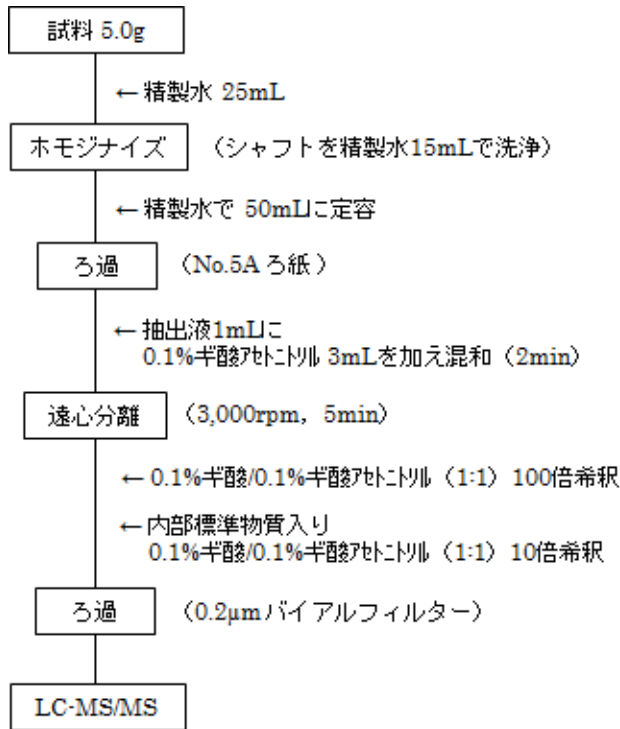 試料 5.0g
← 精製水 25mL
ホモジナイズ （シャフトを精製水15mLで洗浄）
← 精製水で 50mLに定容
ろ過 （No.5A ろ紙）
← 抽出液1mLに
0.1%ギ酸ｱｾﾄﾆﾄﾘﾙ 3mLを加え混和（2min）
遠心分離 （3,000rpm，5min）
← 0.1%ギ酸/0.1%ギ酸ｱｾﾄﾆﾄﾘﾙ（1:1）100倍希釈
← 内部標準物質入り
0.1%ギ酸/0.1%ギ酸ｱｾﾄﾆﾄﾘﾙ（1:1）10倍希釈
ろ過 （0.2μmバイアルフィルター）
LC-MS/MS